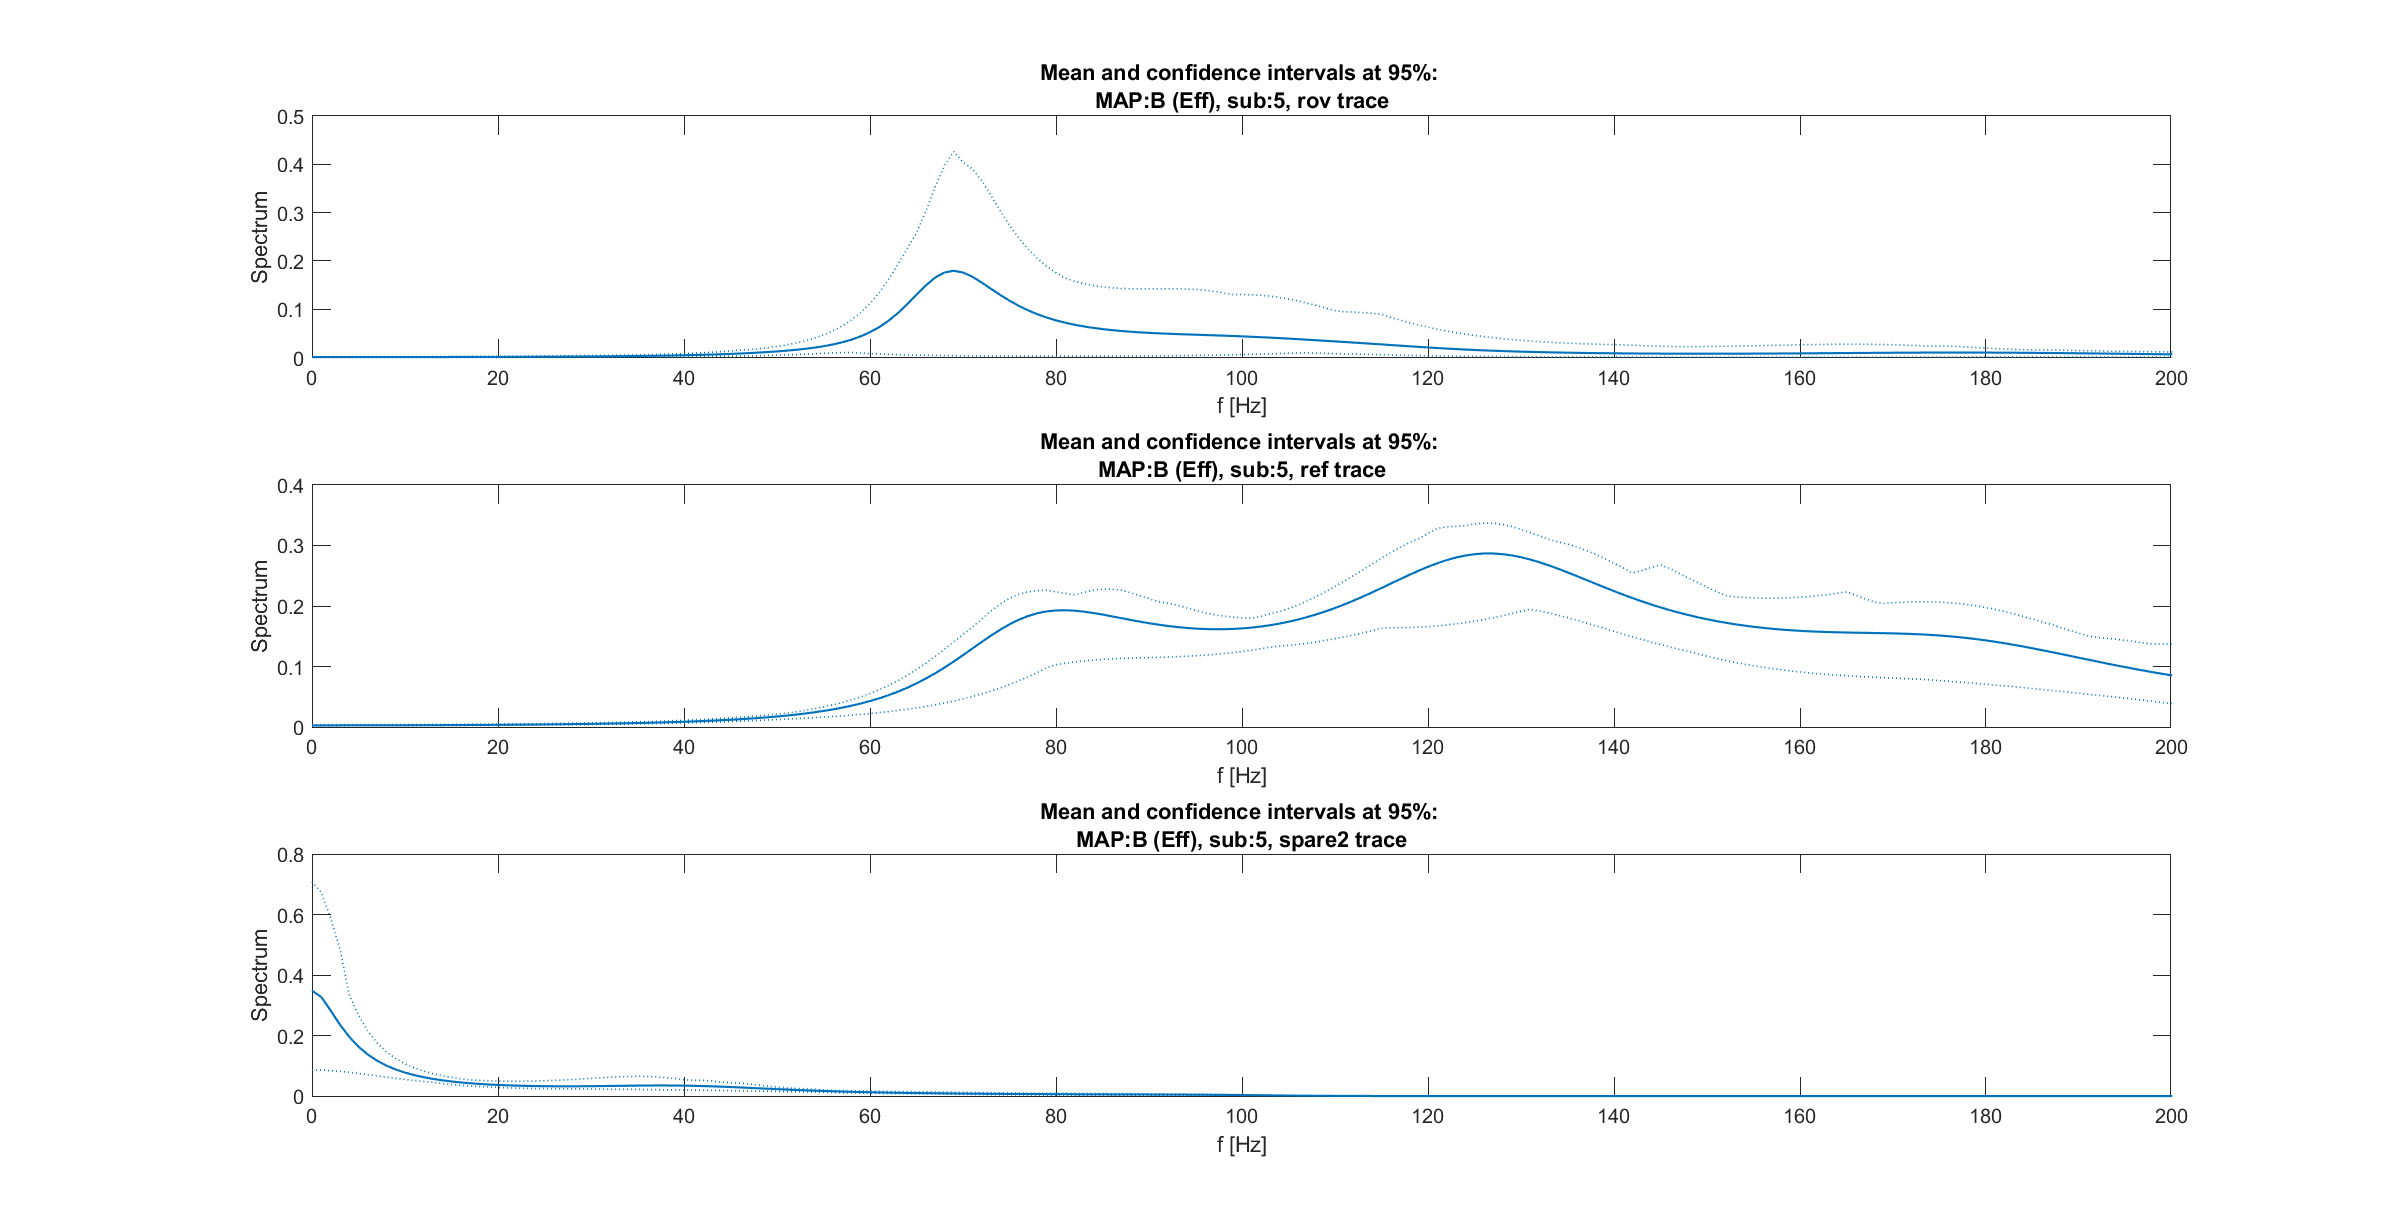 Mean and confidence intervals at 95%:
MAP:B (Eff), sub:5, rov trace
0.5
0.4
0.3
0.2
0.1
0
Spectrum
0 20 40 60 80 100 120 140 160 180 200
f [Hz]
Mean and confidence intervals at 95%:
MAP:B (Eff), sub:5, ref trace
0.4
0.3
0.2
0.1
0
Spectrum
0 20 40 60 80 100 120 140 160 180 200
f [Hz]
Mean and confidence intervals at 95%:
MAP:B (Eff), sub:5, spare2 trace
0.8
0.6
0.4
0.2
0
Spectrum
0 20 40 60 80 100 120 140 160 180 200
f [Hz]